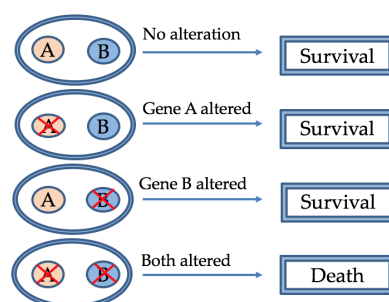 No alteration
A B Survival
Gene A altered
A B Survival
Gene B altered
A B Survival
Both altered
A B Death